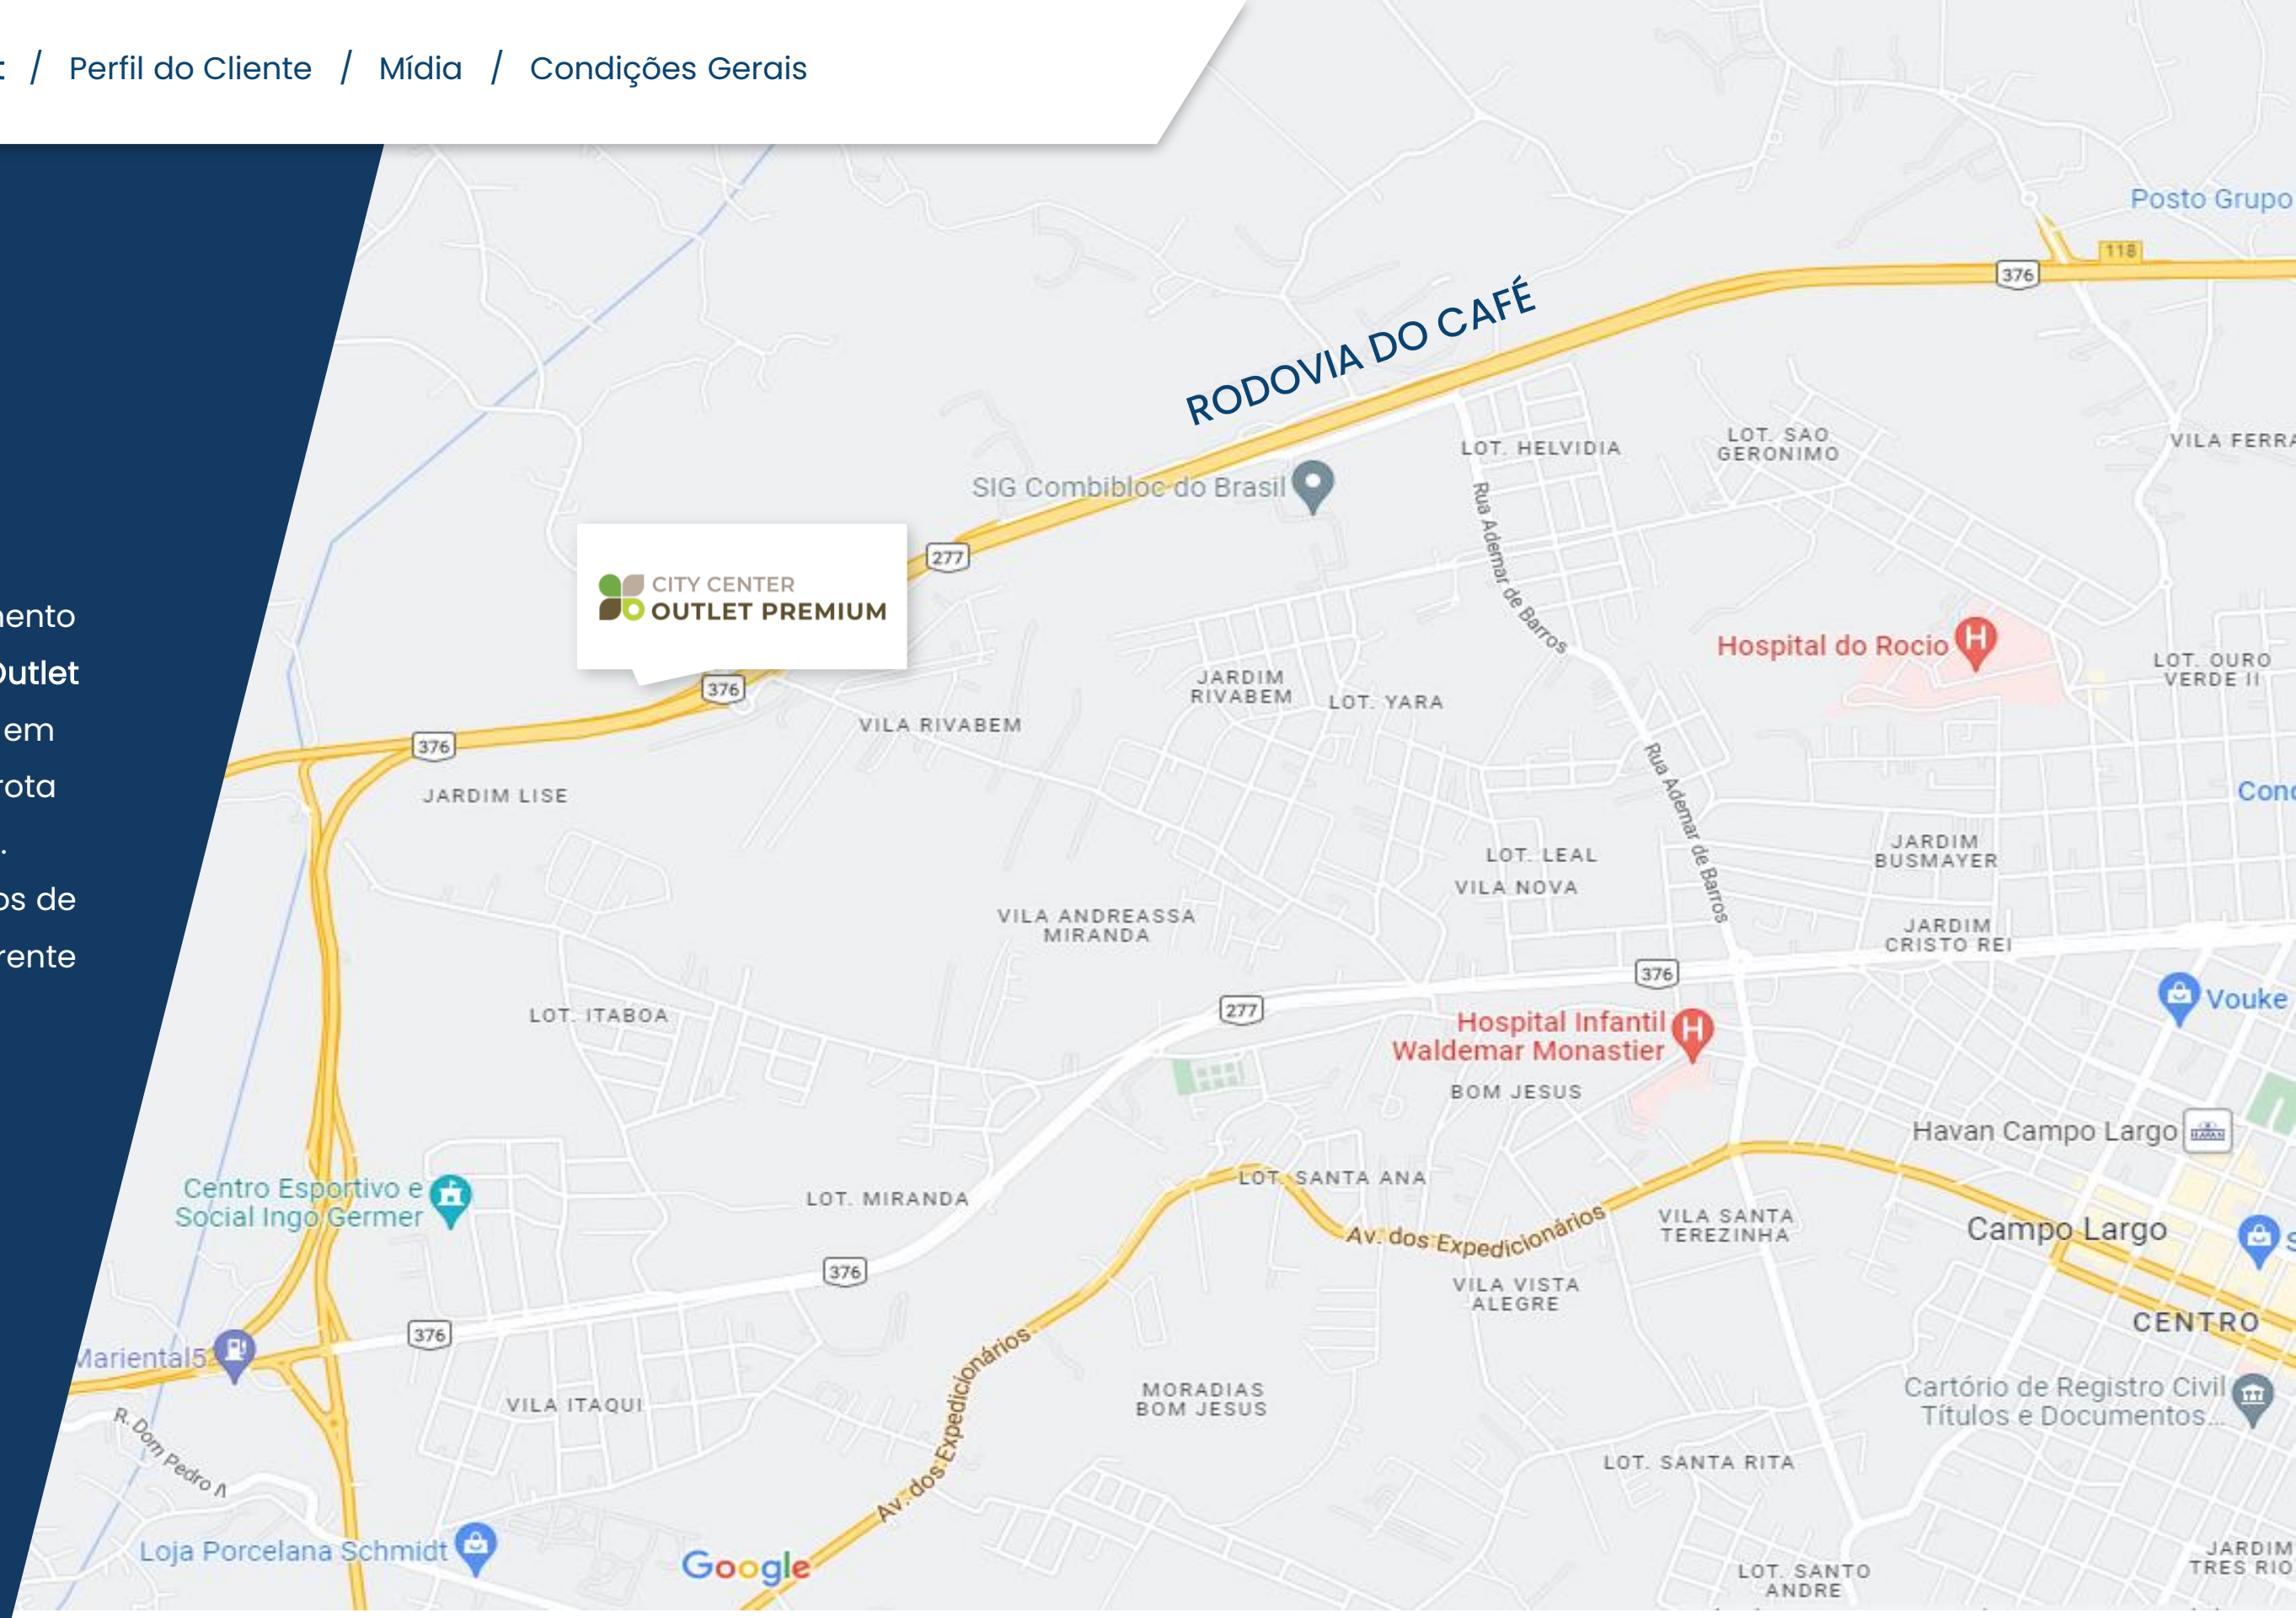 / Perfil do Cliente / Mídia / Condições Gerais
Outlet
em
os de
Posto Grupo
118
376
RODOVIA DO CAFÉ
LOT. HELVIDIA
LOT. SAO
GERONIMO
SIG Combibloc do Brasil
Rua Ademar de Barros
277
CITY CENTER
OUTLET PREMIUM
Hospital do Rocio
LOT. OURO
VERDE II
JARDIM
RIVABEM
LOT. YARA
376
VILA RIVABEM
376
JARDIM LISE
Rua Ademar de Barros
LOT. LEAL
VILA NOVA
JARDIM
BUSMAYER
VILA ANDREASSA
MIRANDA
JARDIM
CRISTO REI
376
277
LOT. ITABOA
Vouke
Hospital Infantil
Waldemar Monastier
BOM JESUS
Havan Campo Largo
HAVAN
Centro Esportivo e
Social Ingo Germer
LOT. MIRANDA
LOT. SANTA ANA
Av. dos Expedicionários
VILA SANTA
TEREZINHA
Campo Largo
376
VILA VISTA
ALEGRE
CENTRO
376
Mariental5
Av. dos Expedicionários
VILA ITAQUI
MORADIAS
BOM JESUS
Cartório de Registro Civil
Títulos e Documentos...
R. Dom Pedro
LOT. SANTA RITA
Loja Porcelana Schmidt
Google
LOT. SANTO
ANDRE
JARDIM
TRES RIO